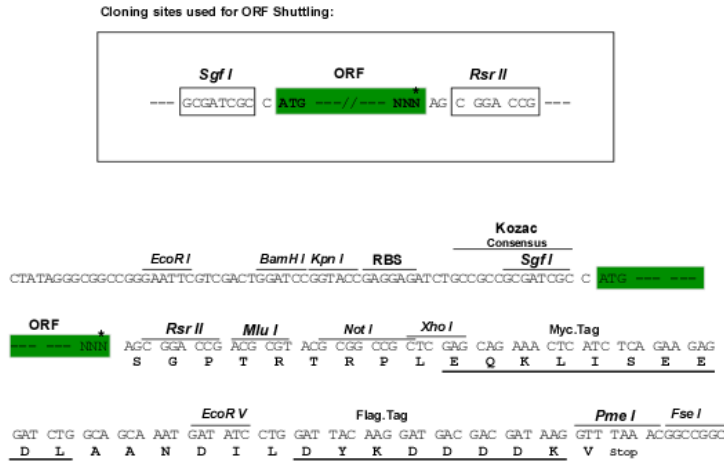 Cloning sites used for ORF Shuttling:
Sgf I ORF Rsr II
*
--- GCGATCGC C ATG ---//--- NNN AG C GGA CCG ---
Kozac
Consensus
EcoR I BamH I Kpn I RBS Sgf I
CTATAGGGCGGCCGGGAATTCGTCGACTGGATCCGGTACCGAGGAGATCTGCCGCCGCGATCGC C ATG --- ---
ORF Rsr II Mlu I Not I Xho I Myc.Tag
*
--- --- NNN AGC GGA CCG ACG CGT ACG CGG CCG CTC GAG CAG AAA CTC ATC TCA GAA GAG
S G P T R T R P L E Q K L I S E E
EcoR V Flag.Tag Pme I Fse I
GAT CTG GCA GCA AAT GAT ATC CTG GAT TAC AAG GAT GAC GAC GAT AAG GTT TAA ACGGCCGGC
D L A A N D I L D Y K D D D D K V Stop